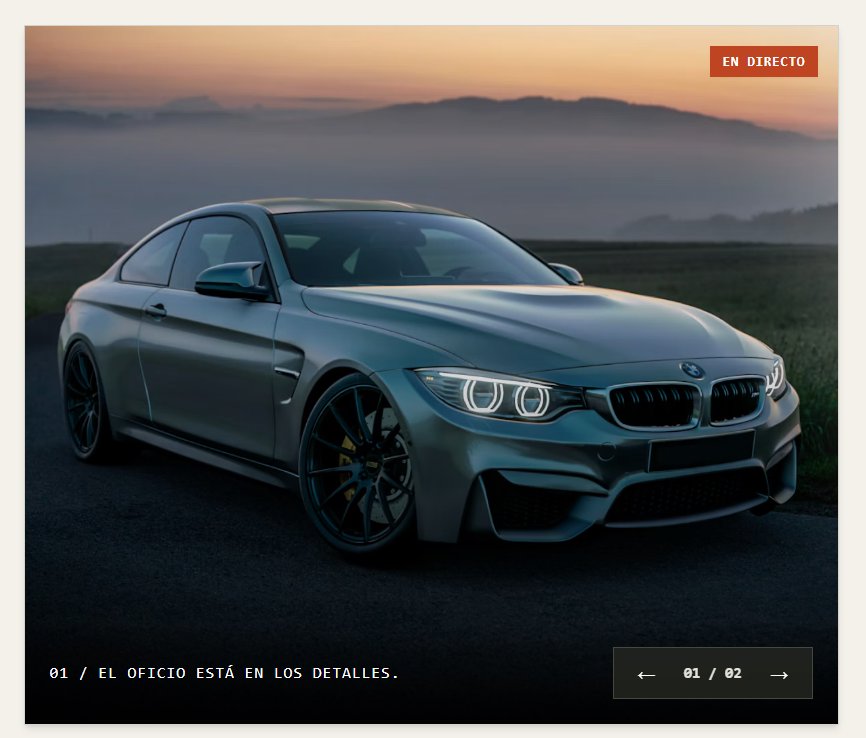 EN DIRECTO
01 / EL OFICIO ESTÁ EN LOS DETALLES.
← 01 / 02 →